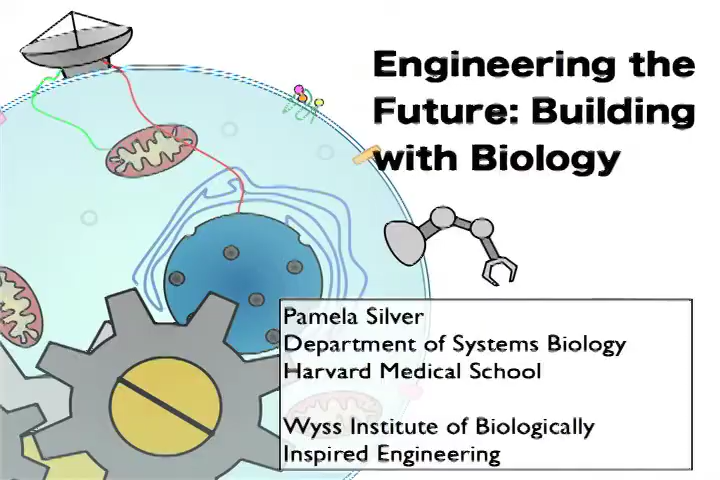 Engineering the
Future: Building
with Biology
Pamela Silver
Department of Systems Biology
Harvard Medical School
Wyss Institute of Biologically
Inspired Engineering